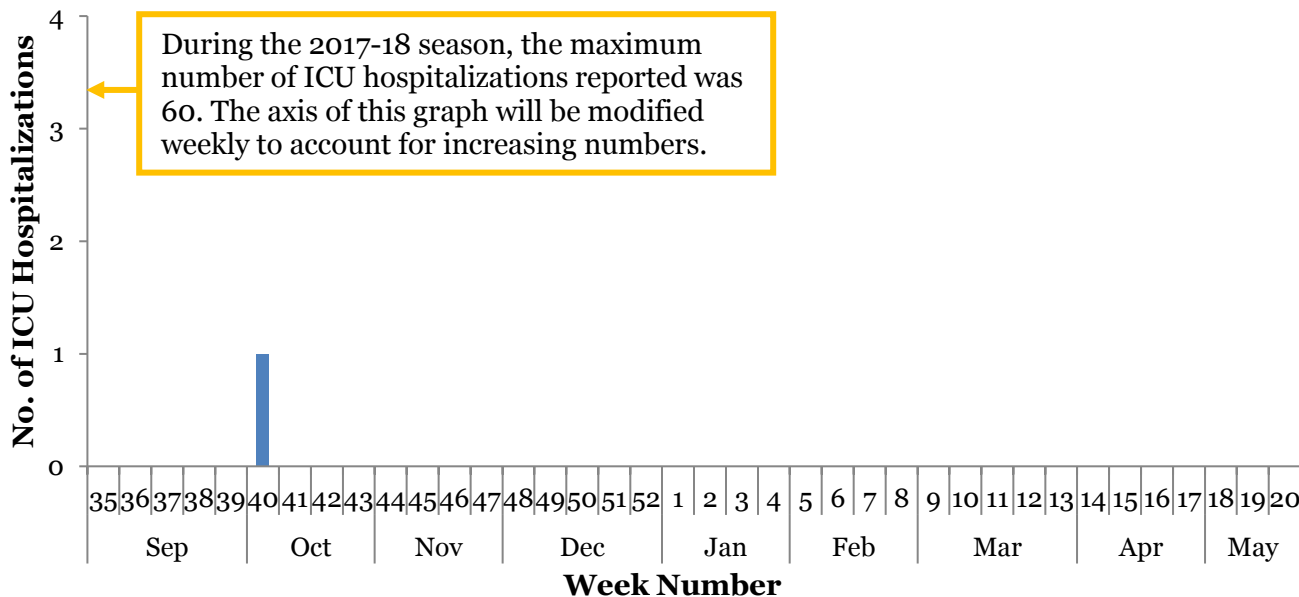 No. of ICU Hospitalizations
4
3
2
1
0
During the 2017-18 season, the maximum
number of ICU hospitalizations reported was
60. The axis of this graph will be modified
weekly to account for increasing numbers.
35 36 37 38 39 40 41 42 43 44 45 46 47 48 49 50 51 52 1 2 3 4 5 6 7 8 9 10 11 12 13 14 15 16 17 18 19 20
Sep Oct Nov Dec Jan Feb Mar Apr May
Week Number